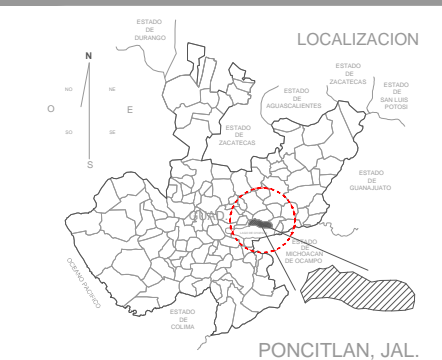 ESTADO
DE
DURANGO
LOCALIZACION
N
NO
NE
O
E
SO
SE
S
ESTADO
DE
ZACATECAS
ESTADO
DE
SAN LUIS
POTOSI
ESTADO
DE
AGUASCALIENTES
ESTADO
DE
ZACATECAS
ESTADO
DE
GUANAJUATO
GUAD
ESTADO
DE
MICHOACAN
DE OCAMPO
OCEANO PACIFICO
ESTADO
DE
COLIMA
PONCITLAN, JAL.